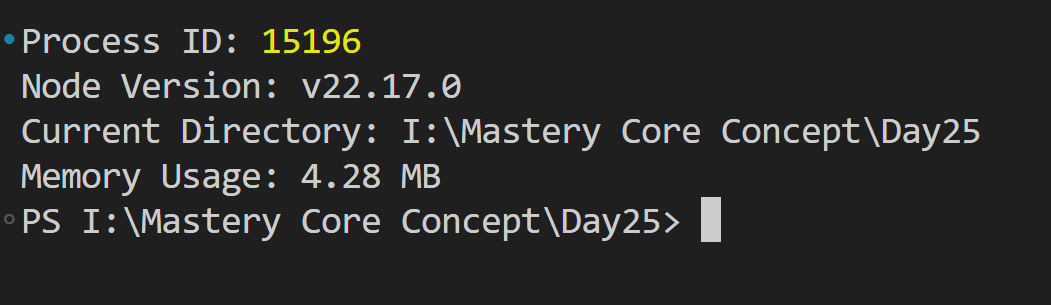 Process ID: 15196
Node Version: v22.17.0
Current Directory: I:\Mastery Core Concept\Day25
Memory Usage: 4.28 MB
PS I:\Mastery Core Concept\Day25>